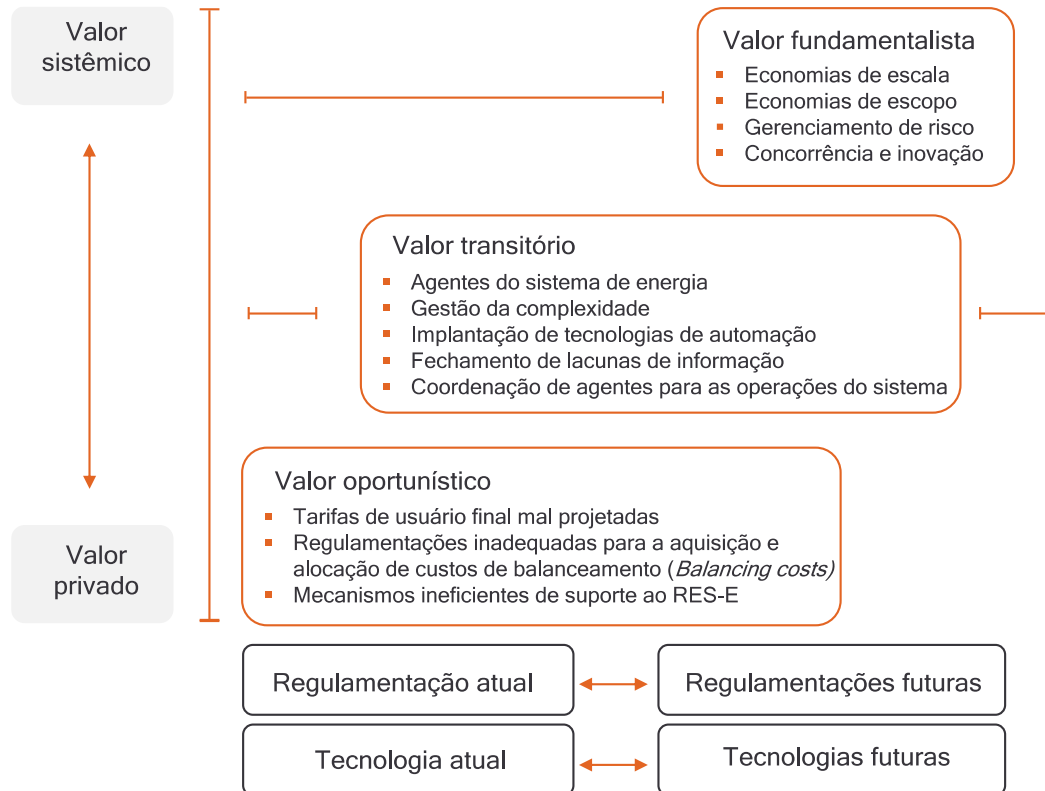 Valor
sistêmico
Valor fundamentalista
Economias de escala
Economias de escopo
Gerenciamento de risco
Concorrência e inovação
Valor transitório
Agentes do sistema de energia
Gestão da complexidade
Implantação de tecnologias de automação
Fechamento de lacunas de informação
Coordenação de agentes para as operações do sistema
Valor oportunístico
Tarifas de usuário final mal projetadas
Regulamentações inadequadas para a aquisição e
alocação de custos de balanceamento (Balancing costs)
Mecanismos ineficientes de suporte ao RES-E
Valor
privado
Regulamentação atual
Regulamentações futuras
Tecnologia atual
Tecnologias futuras